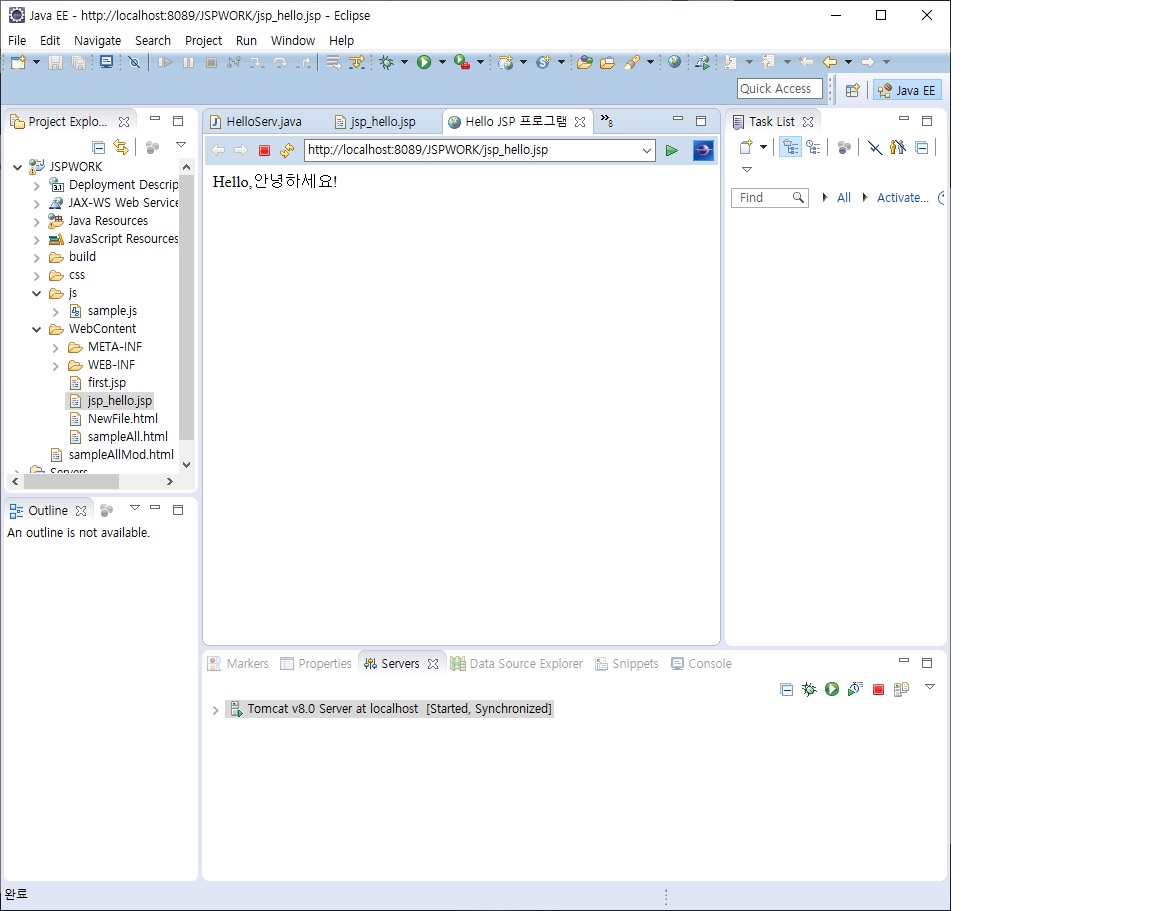 Java EE - http://localhost:8089/JSPWORK/jsp_hello.jsp - Eclipse
File Edit Navigate Search Project Run Window Help
Quick Access
Java EE
Project Explo...
JSPWORK
Deployment Descrip
JAX-WS Web Service
Java Resources
JavaScript Resources
build
css
js
sample.js
WebContent
META-INF
WEB-INF
first.jsp
jsp_hello.jsp
NewFile.html
sampleAll.html
sampleAllMod.html
Servers
Outline
An outline is not available.
HelloServ.java jsp_hello.jsp Hello JSP 프로그램 »8
http://localhost:8089/JSPWORK/jsp_hello.jsp
Hello,안녕하세요!
Task List
Find All Activate...
Markers Properties Servers Data Source Explorer Snippets Console
Tomcat v8.0 Server at localhost [Started, Synchronized]
완료